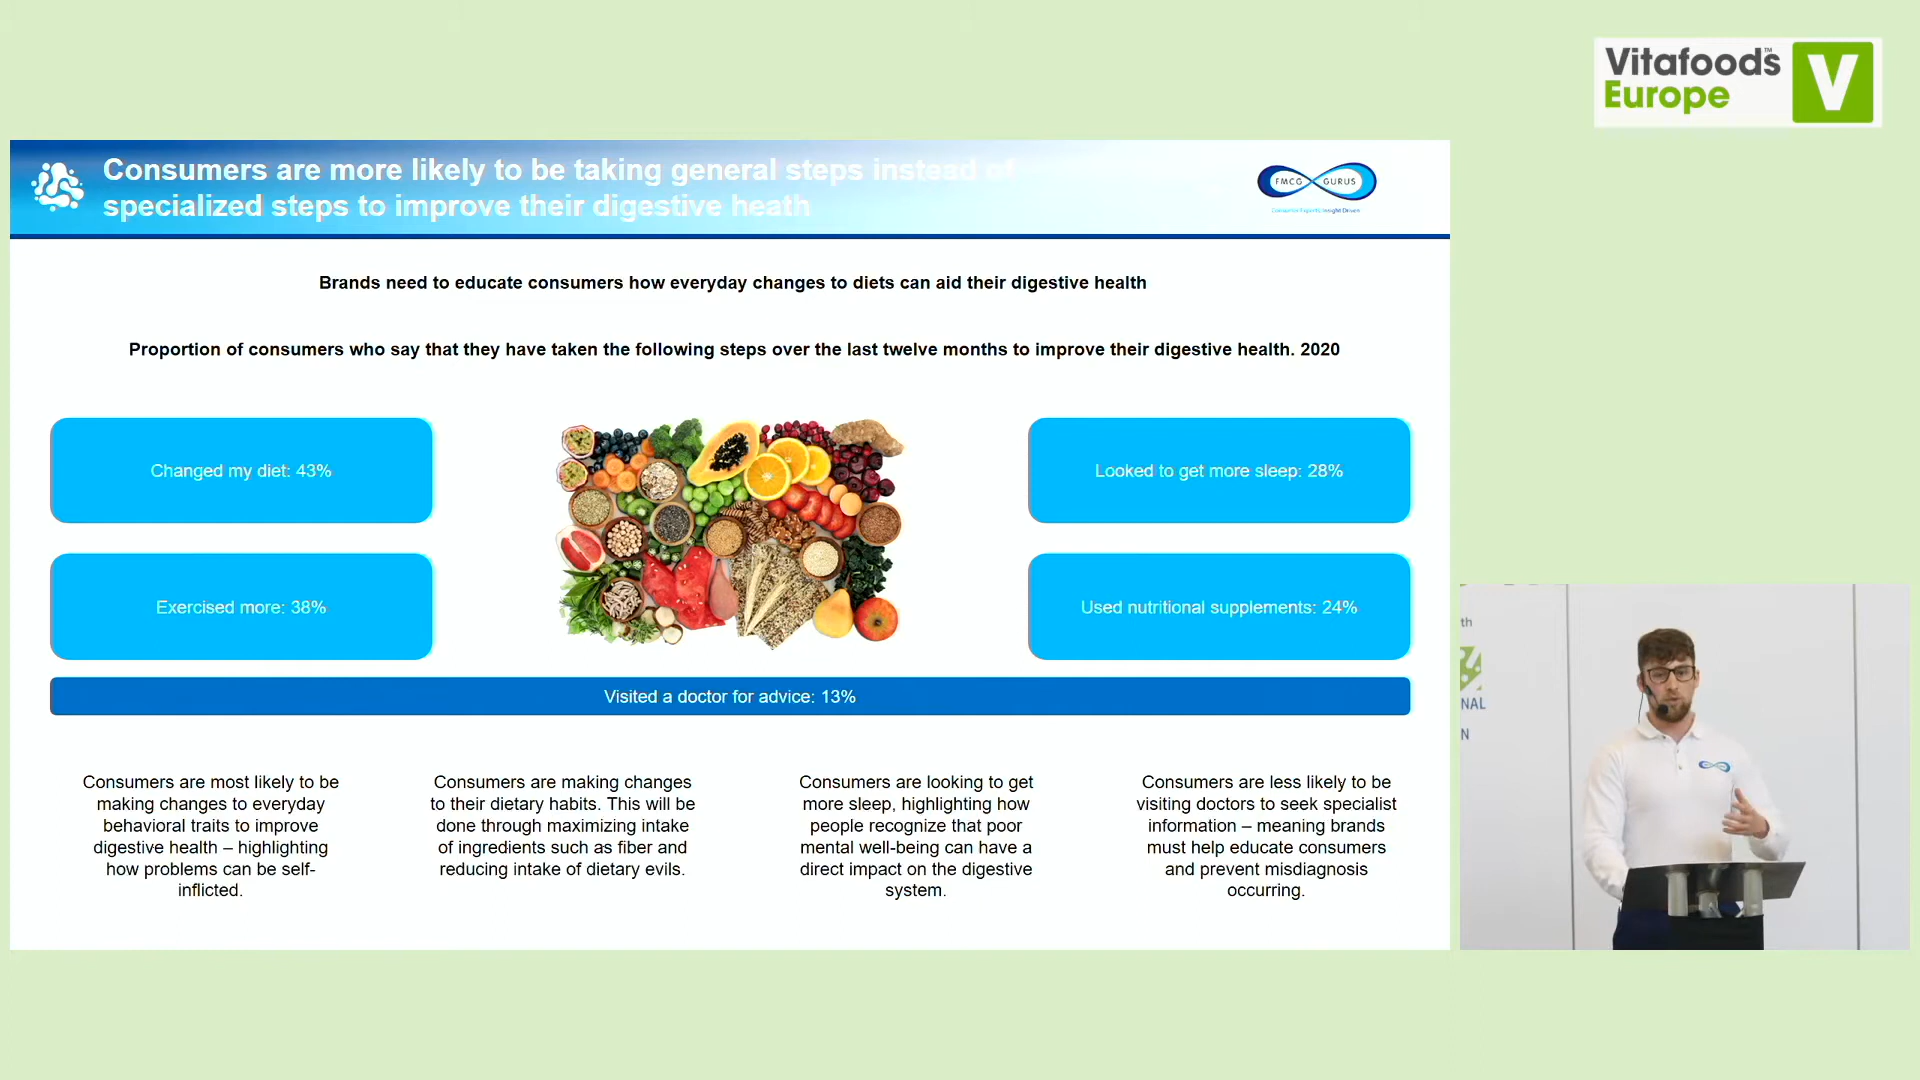 Vitafoods™
Europe
V
Consumers are more likely to be taking general steps instead of
specialized steps to improve their digestive heath
FMCG GURUS
Consumer Experts Insight Driven
Brands need to educate consumers how everyday changes to diets can aid their digestive health
Proportion of consumers who say that they have taken the following steps over the last twelve months to improve their digestive health. 2020
Changed my diet: 43%
Looked to get more sleep: 28%
Exercised more: 38%
Used nutritional supplements: 24%
Visited a doctor for advice: 13%
Consumers are most likely to be
making changes to everyday
behavioral traits to improve
digestive health – highlighting
how problems can be self-
inflicted.
Consumers are making changes
to their dietary habits. This will be
done through maximizing intake
of ingredients such as fiber and
reducing intake of dietary evils.
Consumers are looking to get
more sleep, highlighting how
people recognize that poor
mental well-being can have a
direct impact on the digestive
system.
Consumers are less likely to be
visiting doctors to seek specialist
information – meaning brands
must help educate consumers
and prevent misdiagnosis
occurring.
th
NAL
N